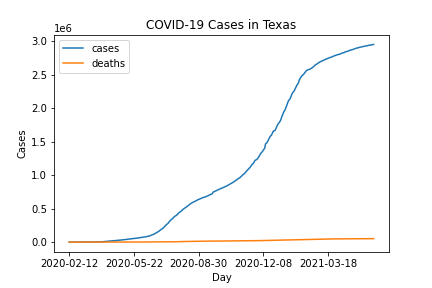 COVID-19 Cases in Texas
1e6
cases
deaths
3.0
2.5
2.0
1.5
1.0
0.5
0.0
Cases
2020-02-12 2020-05-22 2020-08-30 2020-12-08 2021-03-18
Day